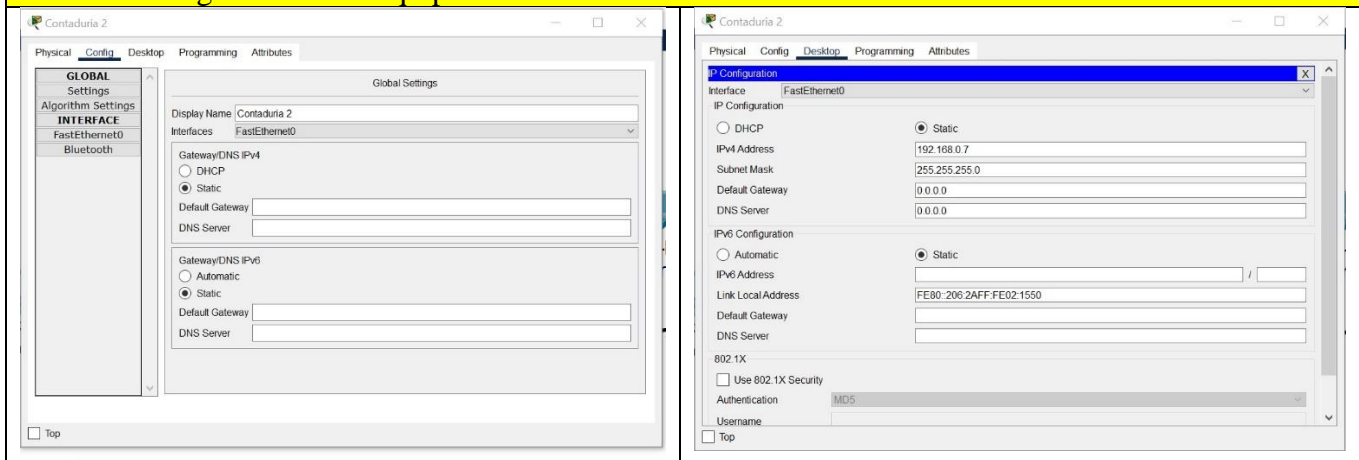 Contaduria 2
Physical Config Desktop Programming Attributes
GLOBAL
Settings
Algorithm Settings
INTERFACE
FastEthernet0
Bluetooth
Global Settings
Display Name Contaduria 2
Interfaces FastEthernet0
Gateway/DNS IPv4
DHCP
Static
Default Gateway
DNS Server
Gateway/DNS IPv6
Automatic
Static
Default Gateway
DNS Server
Top
Contaduria 2
Physical Config Desktop Programming Attributes
IP Configuration X
Interface FastEthernet0
IP Configuration
DHCP Static
IPv4 Address 192.168.0.7
Subnet Mask 255.255.255.0
Default Gateway 0.0.0.0
DNS Server 0.0.0.0
IPv6 Configuration
Automatic Static
IPv6 Address /
Link Local Address FE80::206:2AFF:FE02:1550
Default Gateway
DNS Server
802.1X
Use 802.1X Security
Authentication MD5
Username
Top